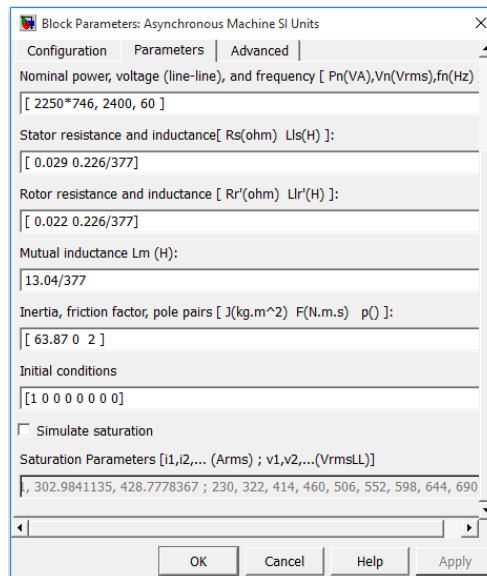 Block Parameters: Asynchronous Machine SI Units
Configuration Parameters Advanced
Nominal power, voltage (line-line), and frequency [ Pn(VA),Vn(Vrms),fn(Hz) ]
[ 2250*746, 2400, 60 ]
Stator resistance and inductance[ Rs(ohm) Lls(H) ]:
[ 0.029 0.226/377]
Rotor resistance and inductance [ Rr'(ohm) Llr'(H) ]:
[ 0.022 0.226/377]
Mutual inductance Lm (H):
13.04/377
Inertia, friction factor, pole pairs [ J(kg.m^2) F(N.m.s) p() ]:
[ 63.87 0 2 ]
Initial conditions
[1 0 0 0 0 0 0 0]
Simulate saturation
Saturation Parameters [i1,i2,... (Arms) ; v1,v2,...(VrmsLL)]
, 302.9841135, 428.7778367 ; 230, 322, 414, 460, 506, 552, 598, 644, 690
OK Cancel Help Apply